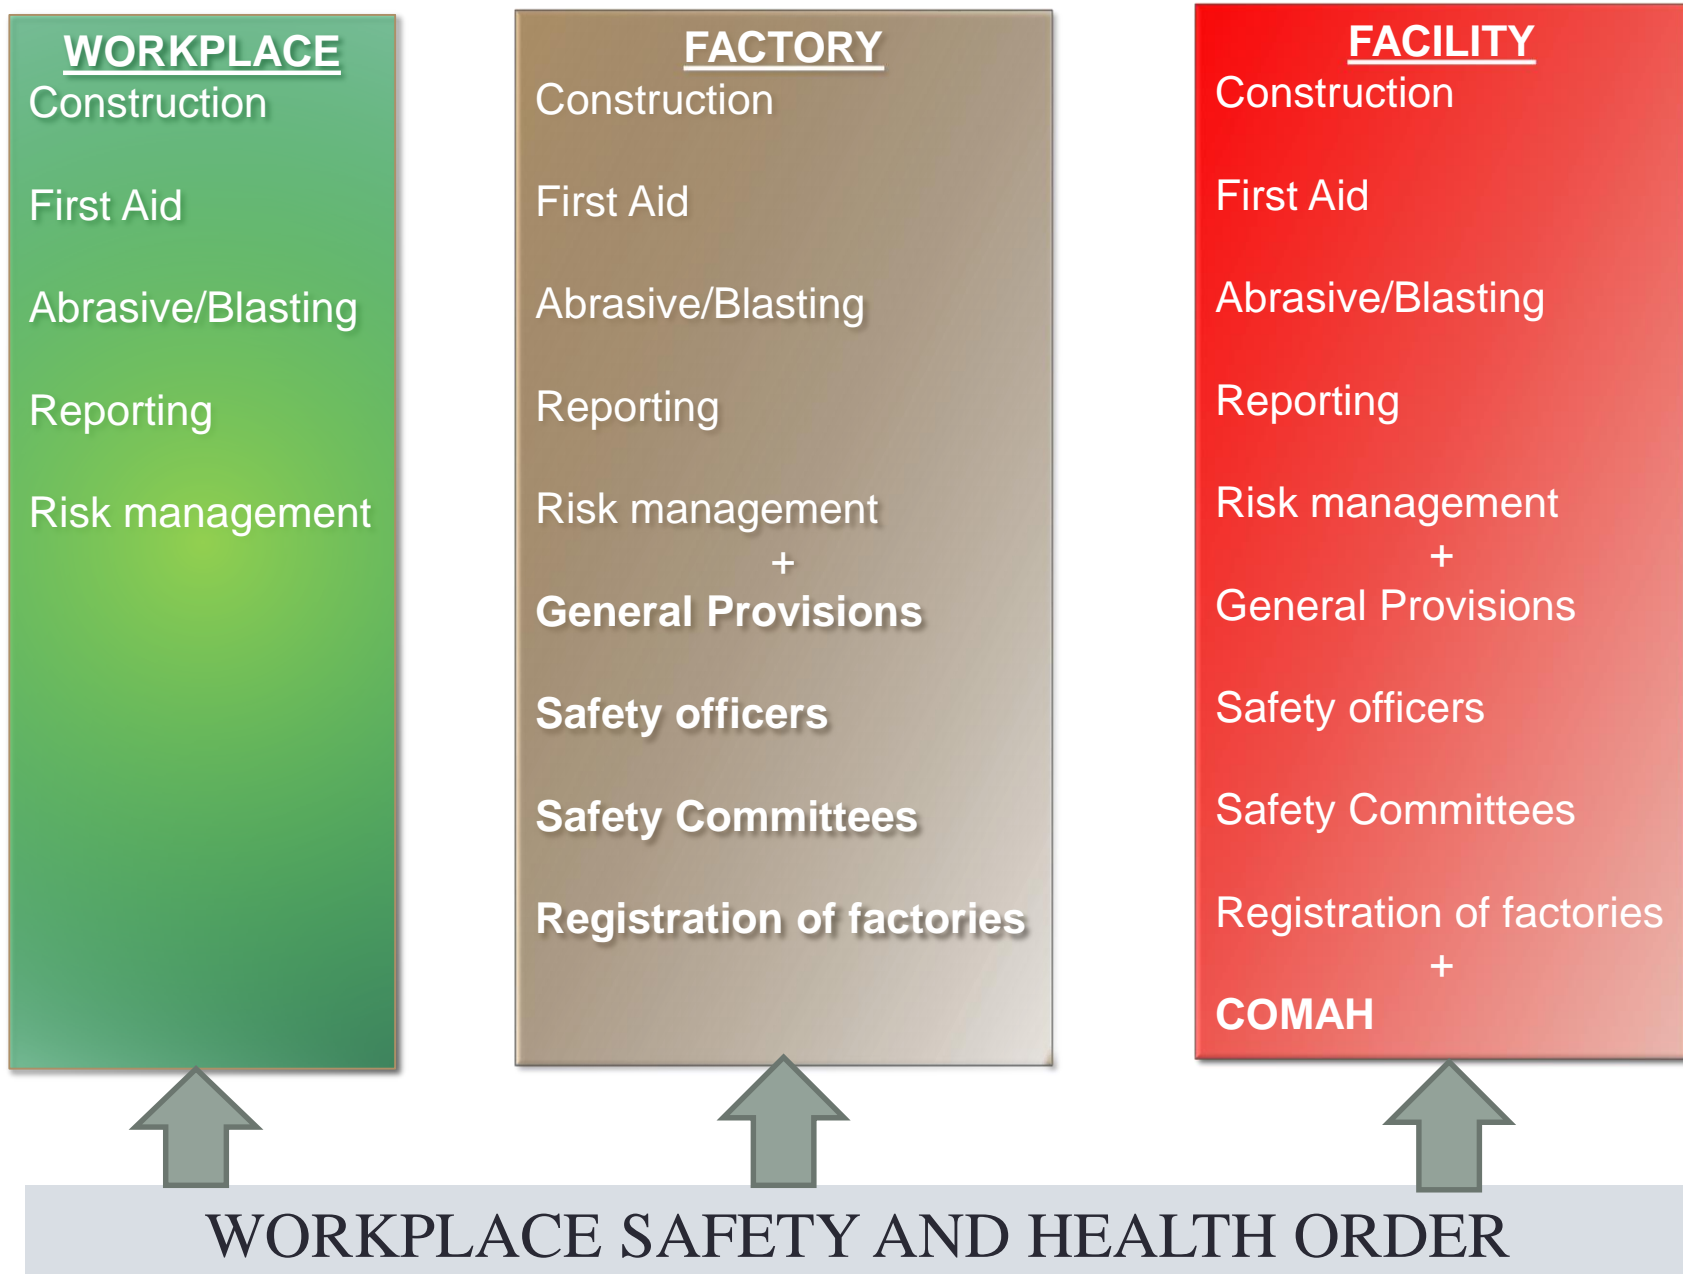 WORKPLACE
Construction
First Aid
Abrasive/Blasting
Reporting
Risk management
FACTORY
Construction
First Aid
Abrasive/Blasting
Reporting
Risk management
+
General Provisions
Safety officers
Safety Committees
Registration of factories
FACILITY
Construction
First Aid
Abrasive/Blasting
Reporting
Risk management
+
General Provisions
Safety officers
Safety Committees
Registration of factories
+
COMAH
WORKPLACE SAFETY AND HEALTH ORDER